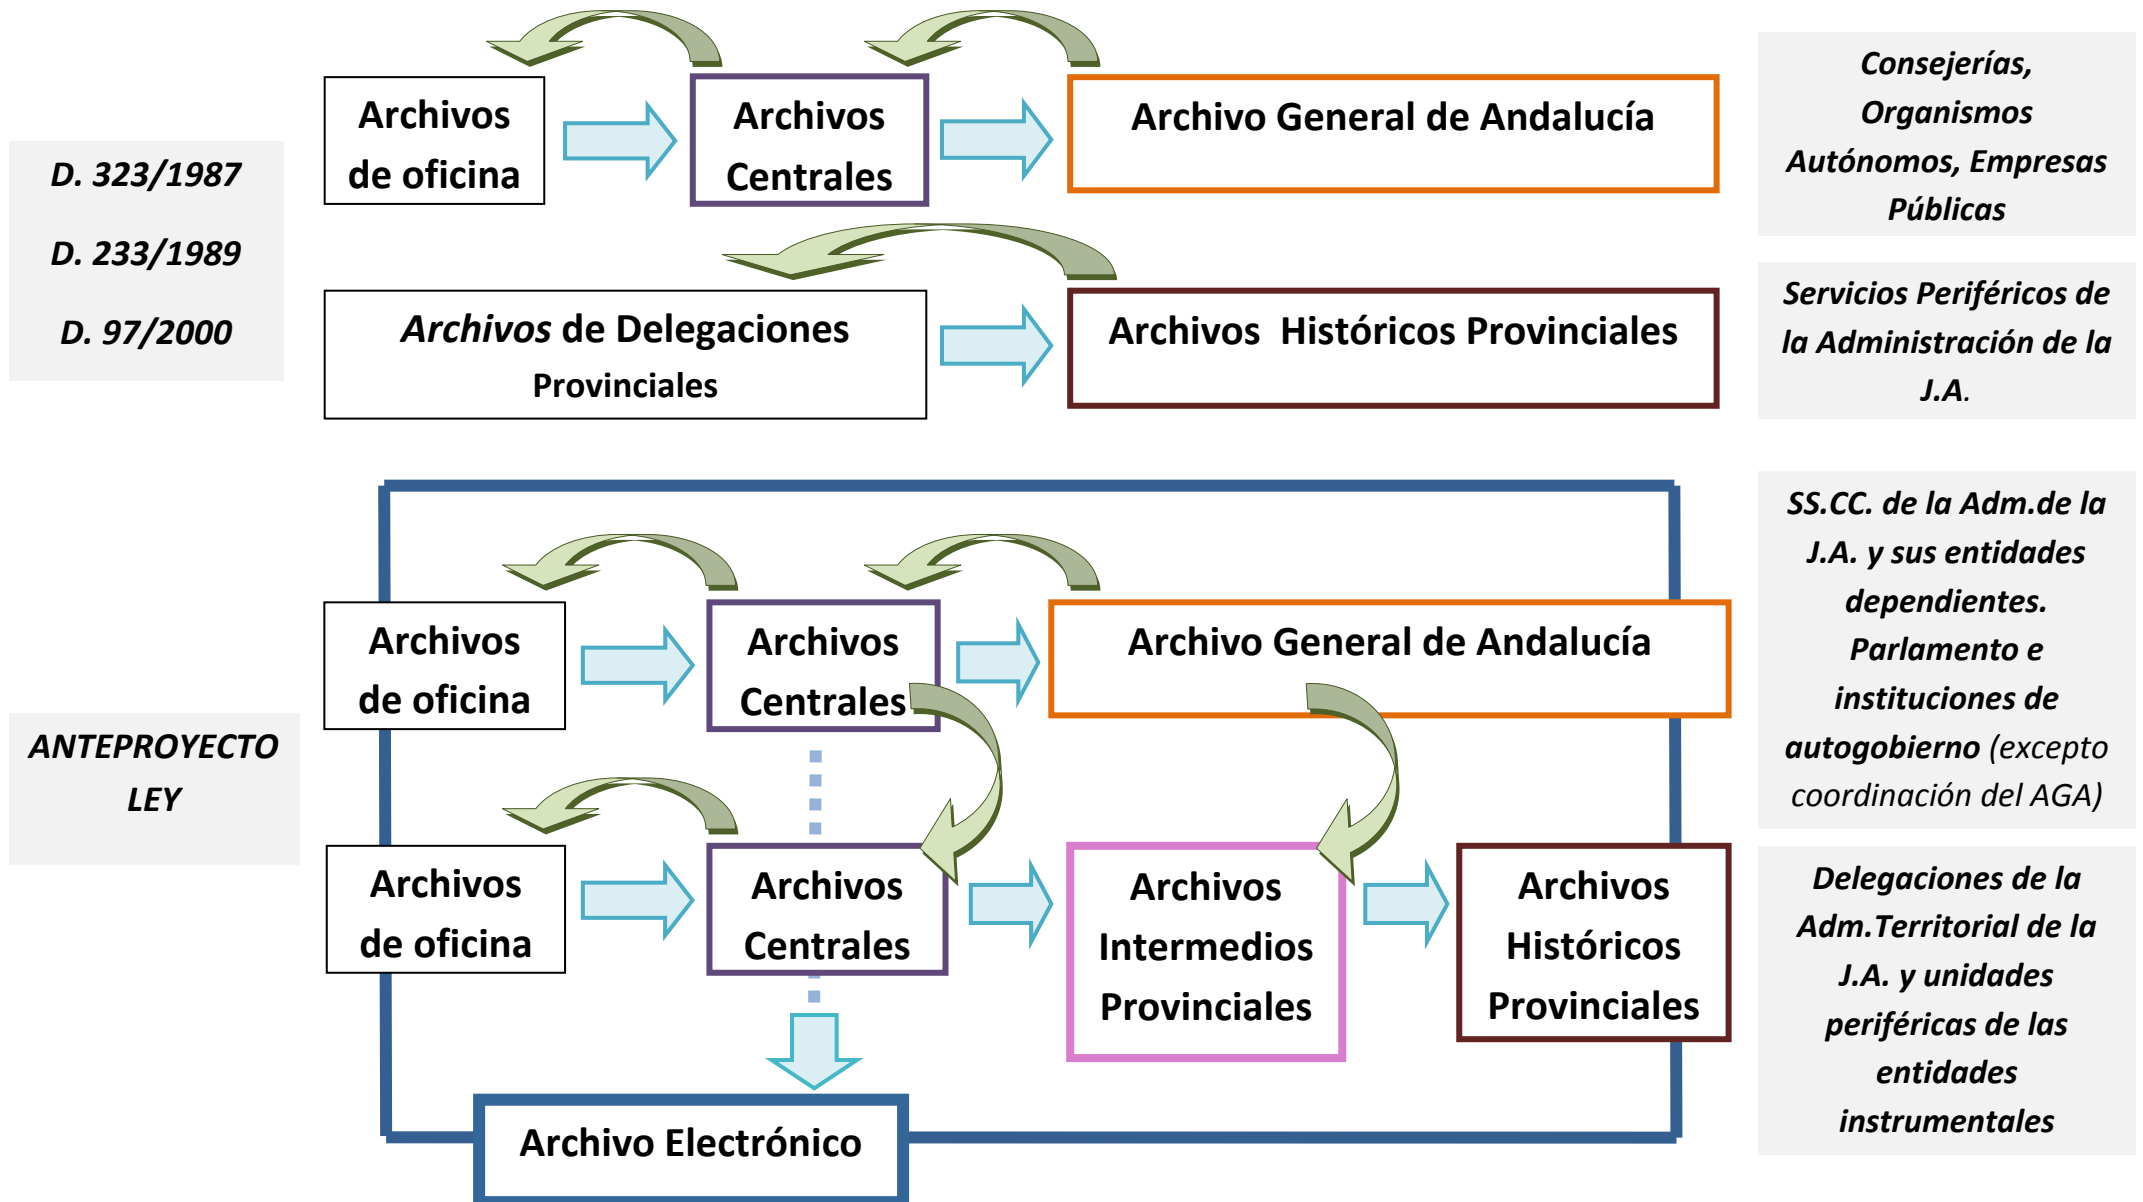 D. 323/1987
D. 233/1989
D. 97/2000
Archivos
de oficina
Archivos
Centrales
Archivo General de Andalucía
Consejerías,
Organismos
Autónomos, Empresas
Públicas
Archivos de Delegaciones
Provinciales
Archivos  Históricos Provinciales
Servicios Periféricos de
la Administración de la
J.A.
ANTEPROYECTO
LEY
Archivos
de oficina
Archivos
Centrales
Archivo General de Andalucía
SS.CC. de la Adm.de la
J.A. y sus entidades
dependientes.
Parlamento e
instituciones de
autogobierno (excepto
coordinación del AGA)
Archivos
de oficina
Archivos
Centrales
Archivos
Intermedios
Provinciales
Archivos
Históricos
Provinciales
Delegaciones de la
Adm.Territorial de la
J.A. y unidades
periféricas de las
entidades
instrumentales
Archivo Electrónico